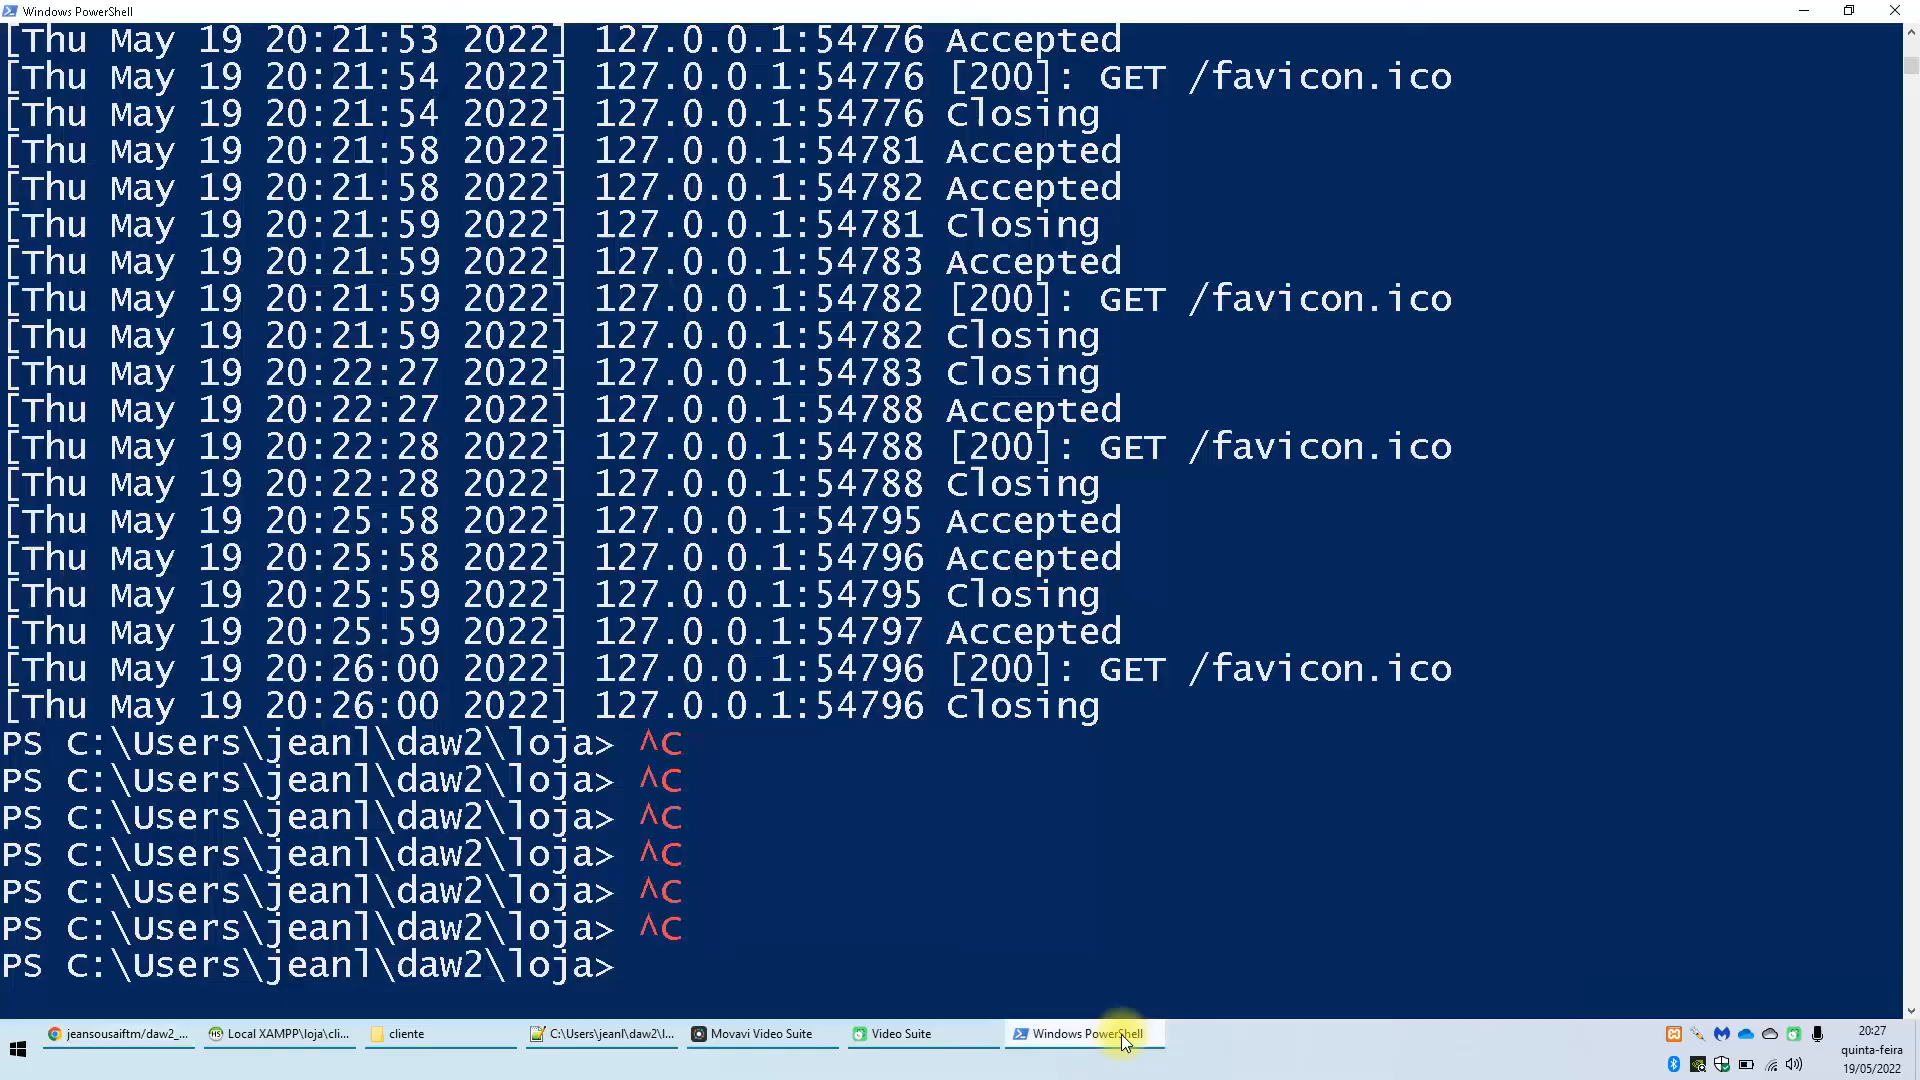 Windows PowerShell
[Thu May 19 20:21:53 2022] 127.0.0.1:54776 Accepted
[Thu May 19 20:21:54 2022] 127.0.0.1:54776 [200]: GET /favicon.ico
[Thu May 19 20:21:54 2022] 127.0.0.1:54776 Closing
[Thu May 19 20:21:58 2022] 127.0.0.1:54781 Accepted
[Thu May 19 20:21:58 2022] 127.0.0.1:54782 Accepted
[Thu May 19 20:21:59 2022] 127.0.0.1:54781 Closing
[Thu May 19 20:21:59 2022] 127.0.0.1:54783 Accepted
[Thu May 19 20:21:59 2022] 127.0.0.1:54782 [200]: GET /favicon.ico
[Thu May 19 20:21:59 2022] 127.0.0.1:54782 Closing
[Thu May 19 20:22:27 2022] 127.0.0.1:54783 Closing
[Thu May 19 20:22:27 2022] 127.0.0.1:54788 Accepted
[Thu May 19 20:22:28 2022] 127.0.0.1:54788 [200]: GET /favicon.ico
[Thu May 19 20:22:28 2022] 127.0.0.1:54788 Closing
[Thu May 19 20:25:58 2022] 127.0.0.1:54795 Accepted
[Thu May 19 20:25:58 2022] 127.0.0.1:54796 Accepted
[Thu May 19 20:25:59 2022] 127.0.0.1:54795 Closing
[Thu May 19 20:25:59 2022] 127.0.0.1:54797 Accepted
[Thu May 19 20:26:00 2022] 127.0.0.1:54796 [200]: GET /favicon.ico
[Thu May 19 20:26:00 2022] 127.0.0.1:54796 Closing
PS C:\Users\jeanl\daw2\loja> ^C
PS C:\Users\jeanl\daw2\loja> ^C
PS C:\Users\jeanl\daw2\loja> ^C
PS C:\Users\jeanl\daw2\loja> ^C
PS C:\Users\jeanl\daw2\loja> ^C
PS C:\Users\jeanl\daw2\loja> ^C
PS C:\Users\jeanl\daw2\loja>
jeansousaiftm/daw2_... Local XAMPP\loja\cli... cliente C:\Users\jeanl\daw2\l... Movavi Video Suite Video Suite Windows PowerShell 20:27
quinta-feira
19/05/2022